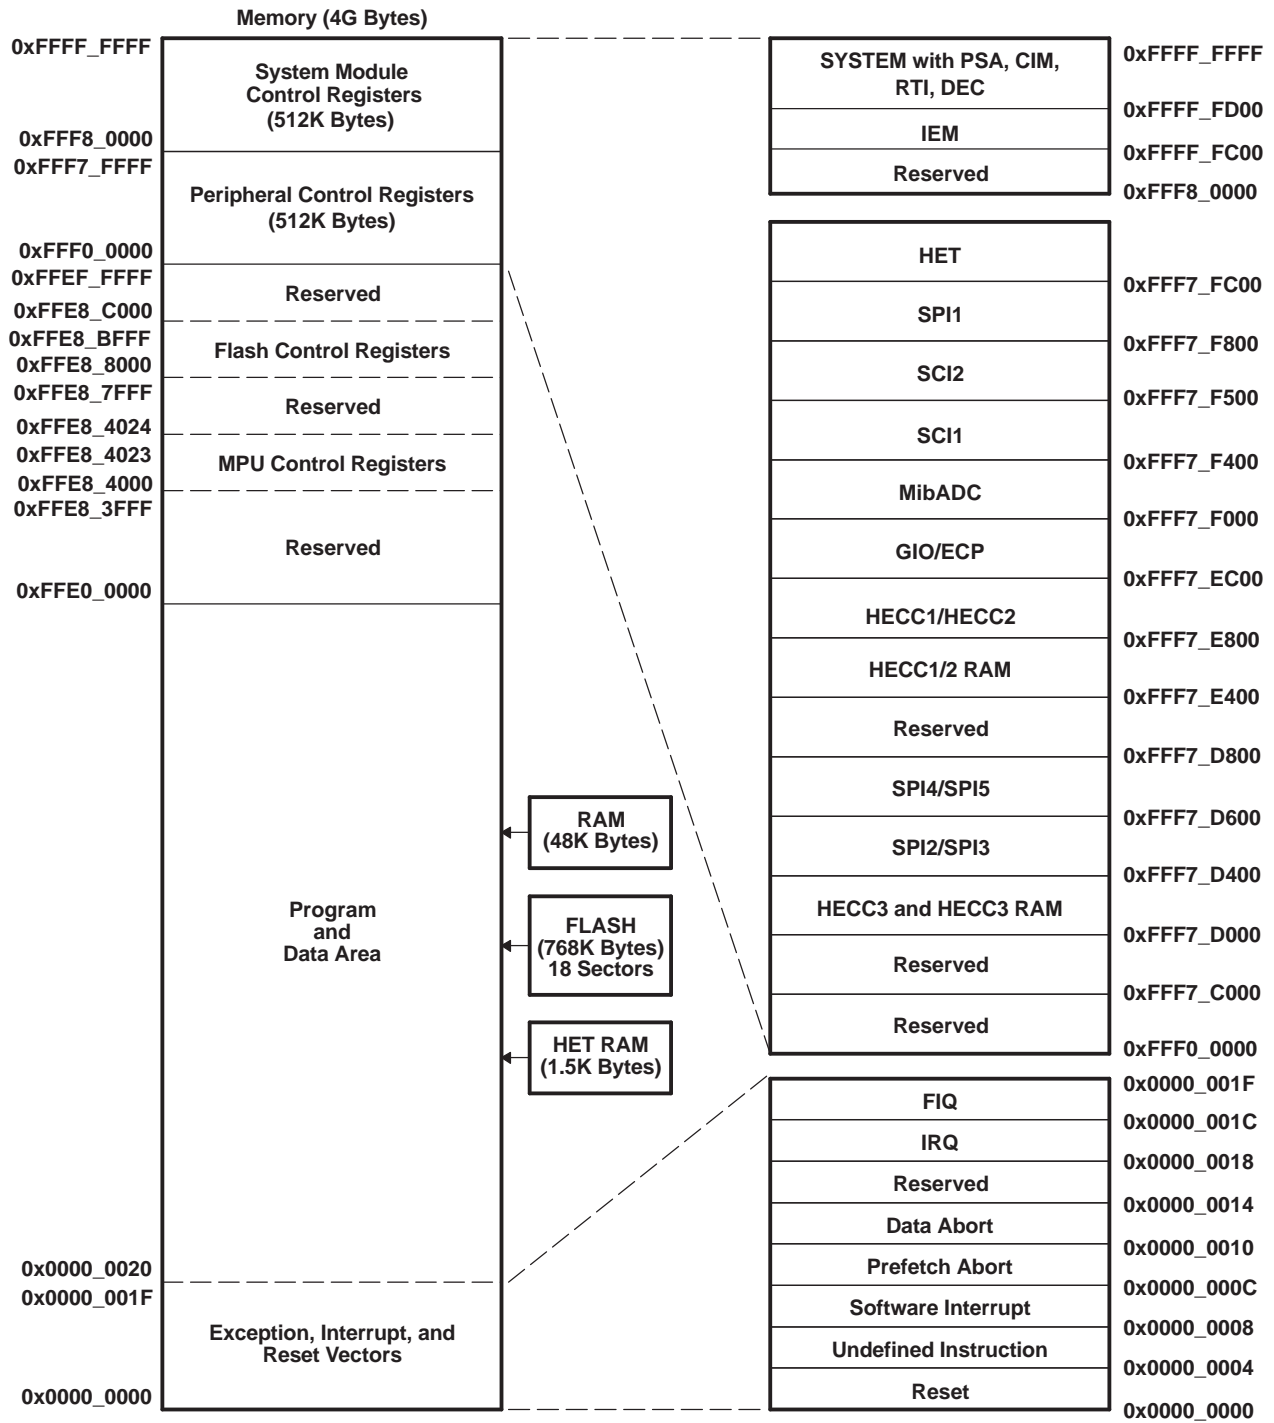 Memory (4G Bytes)
0xFFFF_FFFF
System Module
Control Registers
(512K Bytes)
0xFFF8_0000
0xFFF7_FFFF
Peripheral Control Registers
(512K Bytes)
0xFFF0_0000
0xFFEF_FFFF
Reserved
0xFFE8_C000
0xFFE8_BFFF
Flash Control Registers
0xFFE8_8000
0xFFE8_7FFF
Reserved
0xFFE8_4024
0xFFE8_4023
MPU Control Registers
0xFFE8_4000
0xFFE8_3FFF
Reserved
0xFFE0_0000
Program
and
Data Area
0x0000_0020
0x0000_001F
Exception, Interrupt, and
Reset Vectors
0x0000_0000
RAM
(48K Bytes)
FLASH
(768K Bytes)
18 Sectors
HET RAM
(1.5K Bytes)
0xFFFF_FFFF
SYSTEM with PSA, CIM,
RTI, DEC
0xFFFF_FD00
IEM
0xFFFF_FC00
Reserved
0xFFF8_0000
HET
0xFFF7_FC00
SPI1
0xFFF7_F800
SCI2
0xFFF7_F500
SCI1
0xFFF7_F400
MibADC
0xFFF7_F000
GIO/ECP
0xFFF7_EC00
HECC1/HECC2
0xFFF7_E800
HECC1/2 RAM
0xFFF7_E400
Reserved
0xFFF7_D800
SPI4/SPI5
0xFFF7_D600
SPI2/SPI3
0xFFF7_D400
HECC3 and HECC3 RAM
0xFFF7_D000
Reserved
0xFFF7_C000
Reserved
0xFFF0_0000
0x0000_001F
FIQ
0x0000_001C
IRQ
0x0000_0018
Reserved
0x0000_0014
Data Abort
0x0000_0010
Prefetch Abort
0x0000_000C
Software Interrupt
0x0000_0008
Undefined Instruction
0x0000_0004
Reset
0x0000_0000